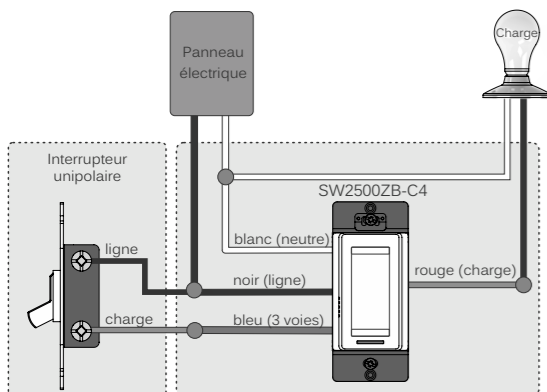 Panneau
électrique
Charge
Interrupteur
unipolaire
SW2500ZB-C4
blanc (neutre)
ligne
noir (ligne)
rouge (charge)
charge
bleu (3 voies)